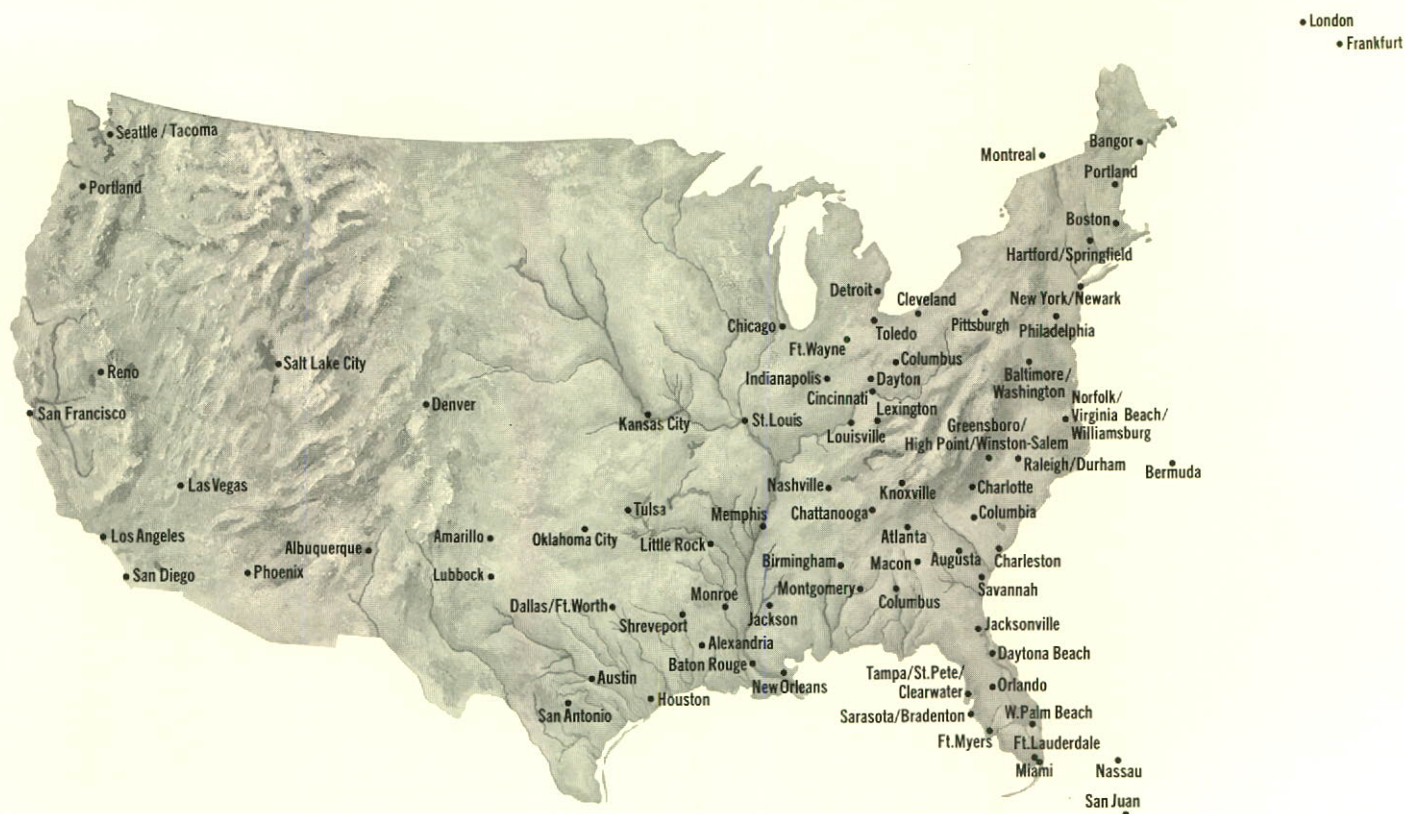 London
Frankfurt
Seattle / Tacoma
Bangor
Montreal
Portland
Portland
Boston
Hartford/Springfield
Detroit
Cleveland
New York/Newark
Chicago
Toledo
Pittsburgh
Philadelphia
Ft.Wayne
Columbus
Salt Lake City
Reno
Indianapolis
Dayton
Baltimore/
Washington
Cincinnati
Denver
Lexington
Norfolk/
Virginia Beach/
Williamsburg
San Francisco
Kansas City
St.Louis
Louisville
Greensboro/
High Point/Winston-Salem
Raleigh/Durham
Bermuda
Las Vegas
Nashville
Knoxville
Charlotte
Tulsa
Memphis
Chattanooga
Columbia
Los Angeles
Amarillo
Oklahoma City
Little Rock
Atlanta
Albuquerque
Birmingham
Macon
Augusta
Charleston
San Diego
Phoenix
Lubbock
Montgomery
Savannah
Monroe
Columbus
Dallas/Ft.Worth
Shreveport
Jackson
Jacksonville
Alexandria
Daytona Beach
Baton Rouge
Tampa/St.Pete/
Clearwater
Austin
New Orleans
Orlando
Houston
San Antonio
Sarasota/Bradenton
W.Palm Beach
Ft.Myers
Ft.Lauderdale
Miami
Nassau
San Juan